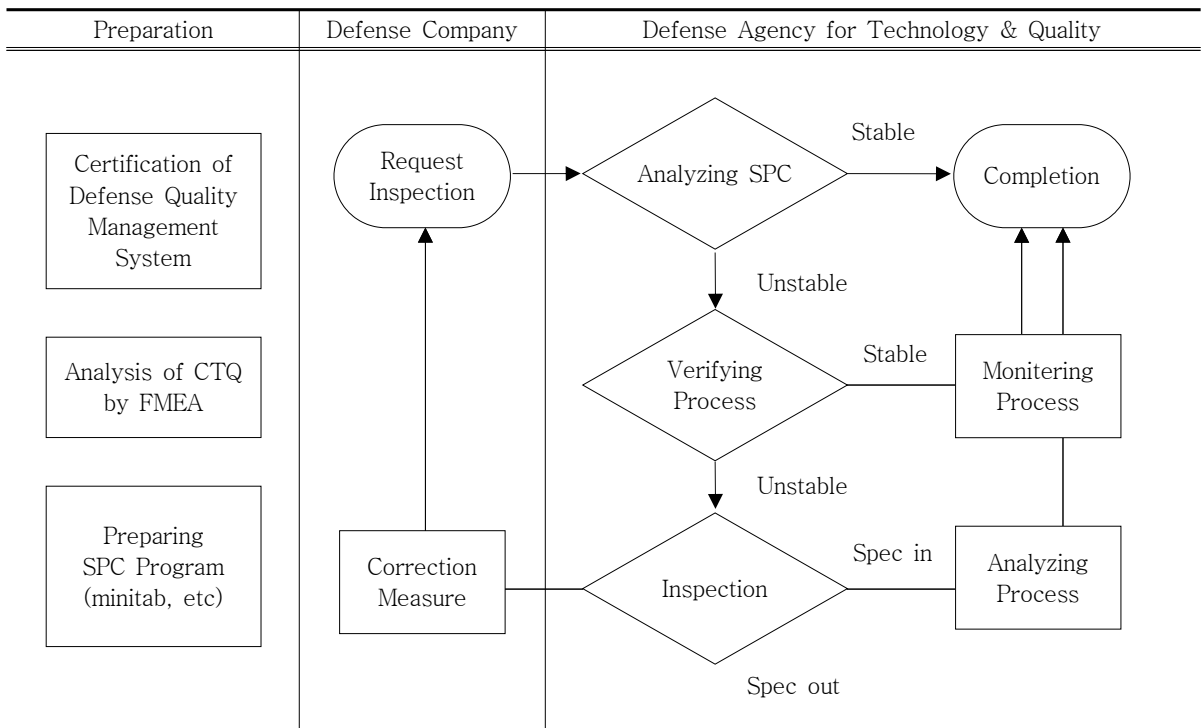 Preparation
Defense Company
Defense Agency for Technology & Quality
Certification of
Defense Quality
Management
System
Analysis of CTQ
by FMEA
Preparing
SPC Program
(minitab, etc)
Request
Inspection
Correction
Measure
Analyzing SPC
Stable
Completion
Unstable
Verifying
Process
Stable
Monitering
Process
Unstable
Inspection
Spec in
Analyzing
Process
Spec out